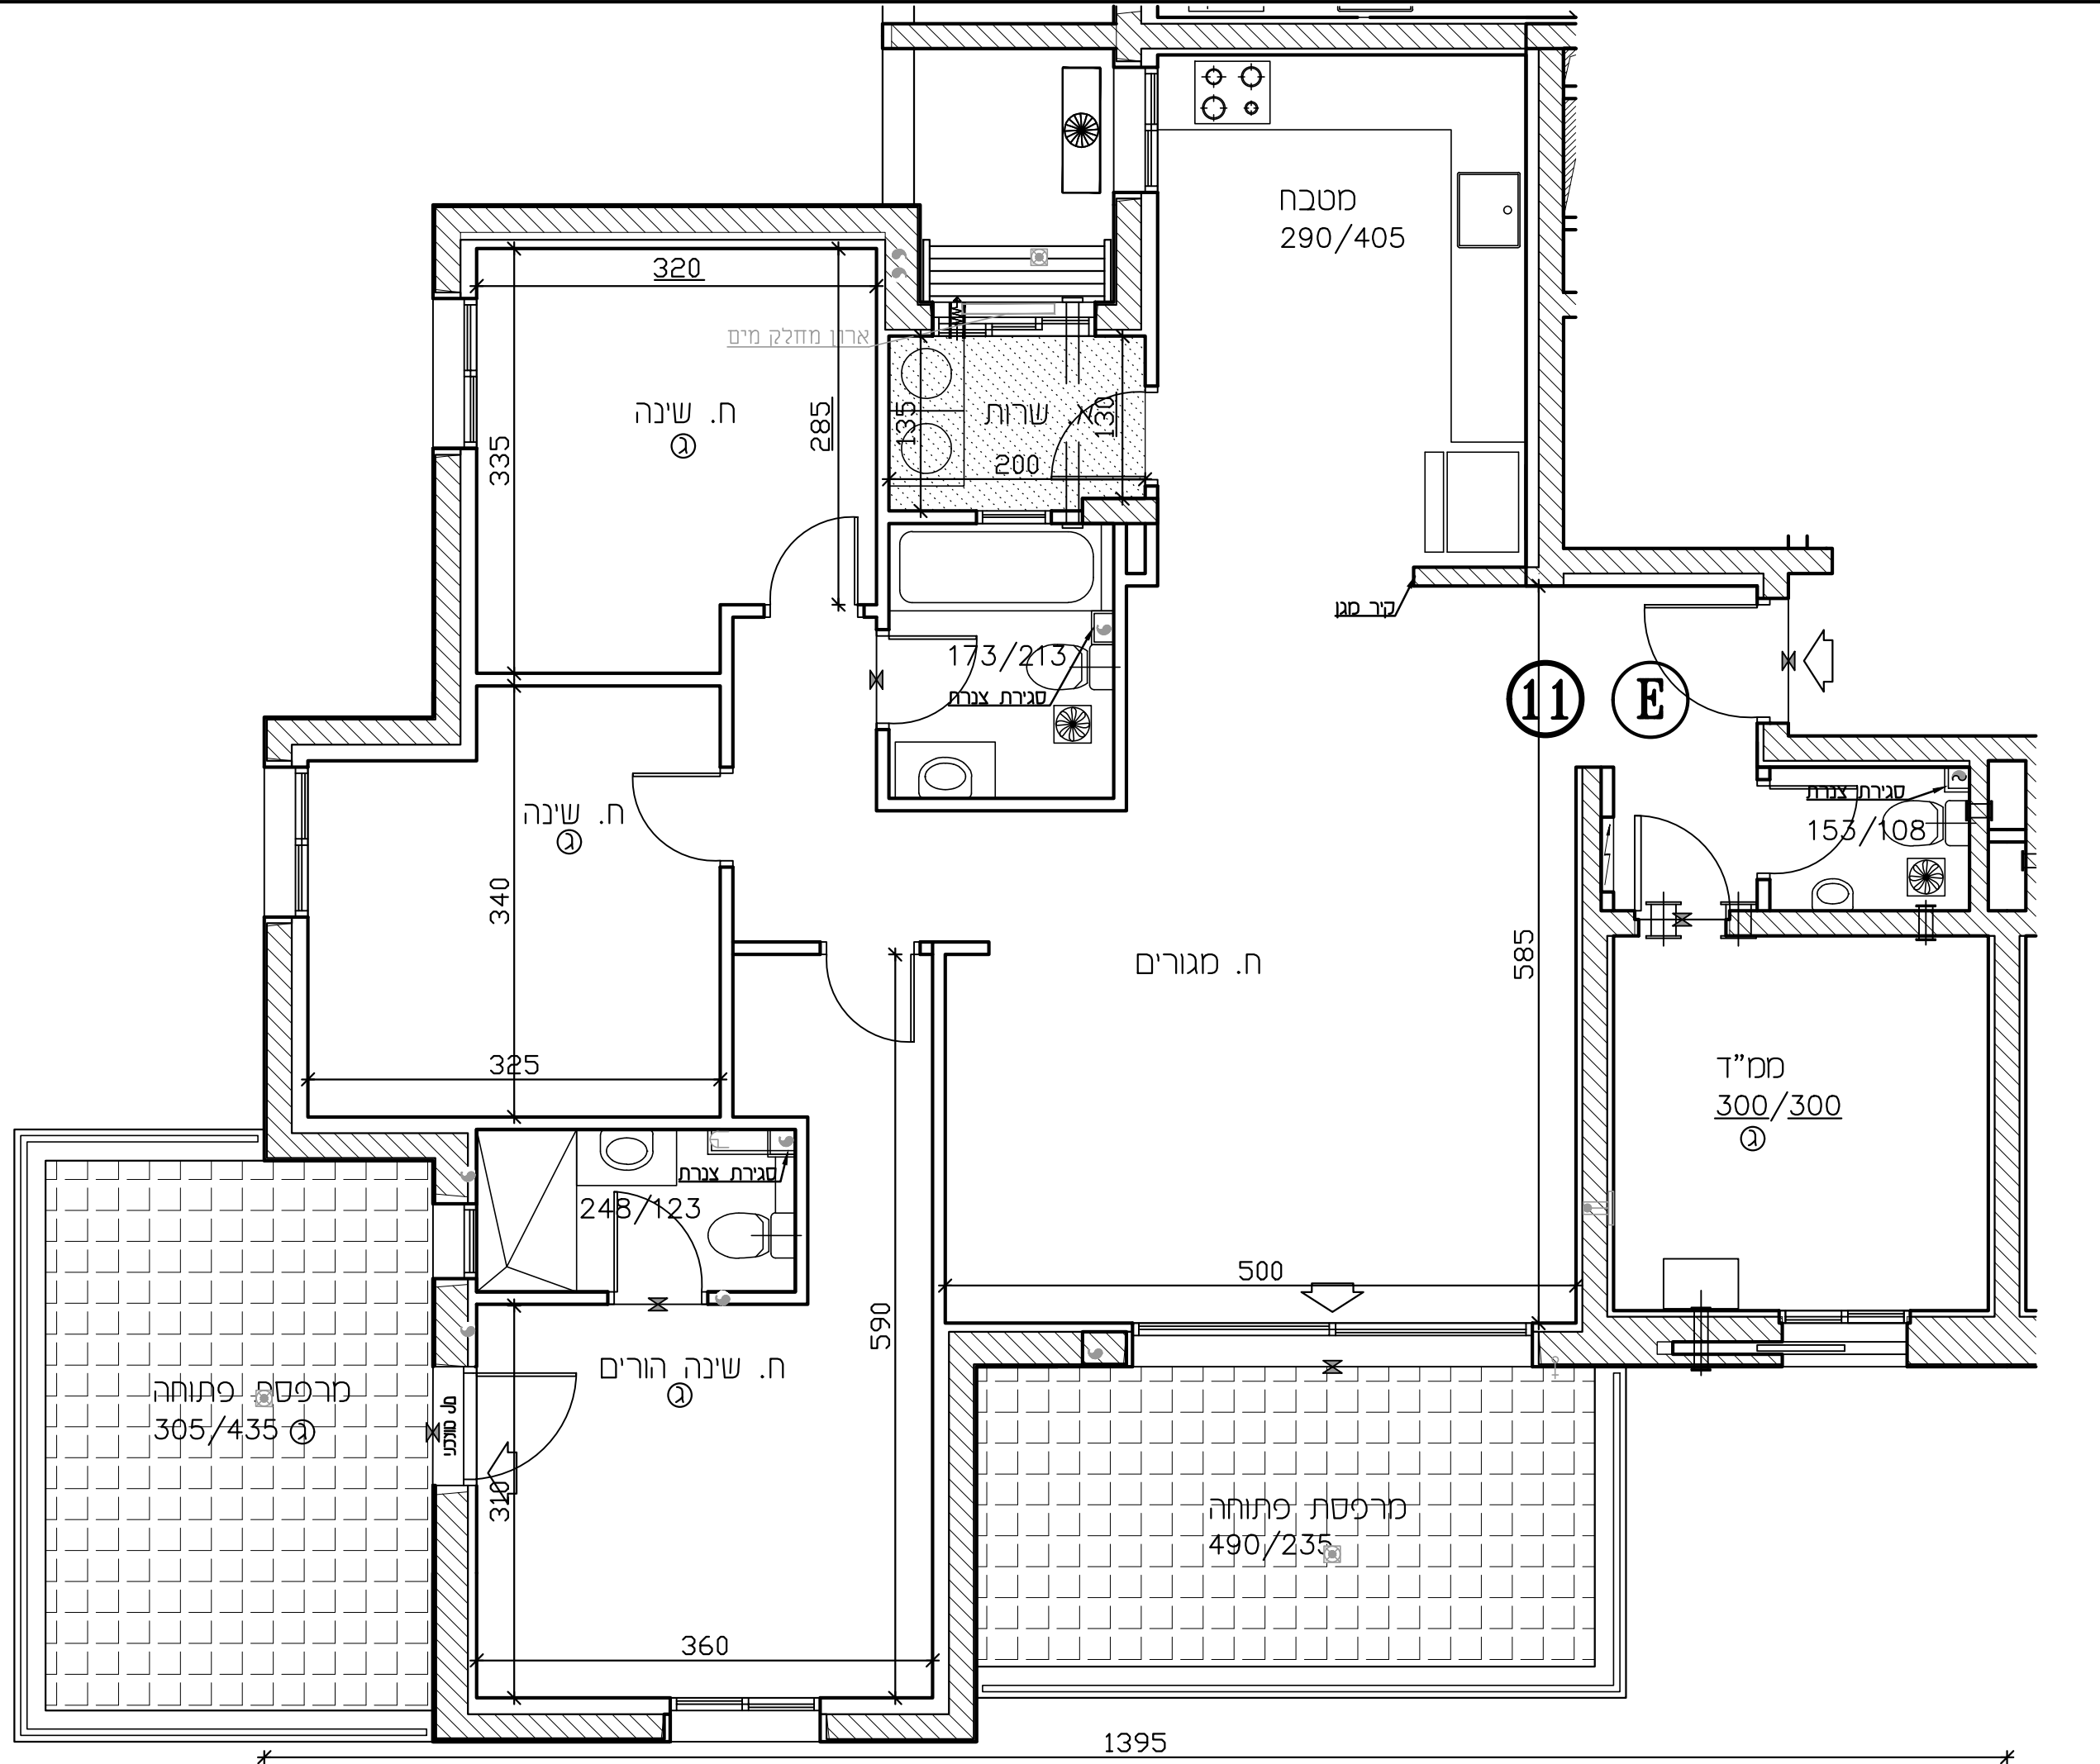 מטבח
290/405
320
ארון מחלק מים
ח. שינה
ג
335
285
135
א. שרות
130
200
קיר מגן
173/213
סגירת צנרת
11
E
סגירת צנרת
153/108
ח. שינה
ג
340
325
ח. מגורים
585
ממ"ד
300/300
ג
סגירת צנרת
248/123
500
590
ח. שינה הורים
ג
מרפסת פתוחה
305/435 ג
310
מרפסת פתוחה
490/235
360
1395